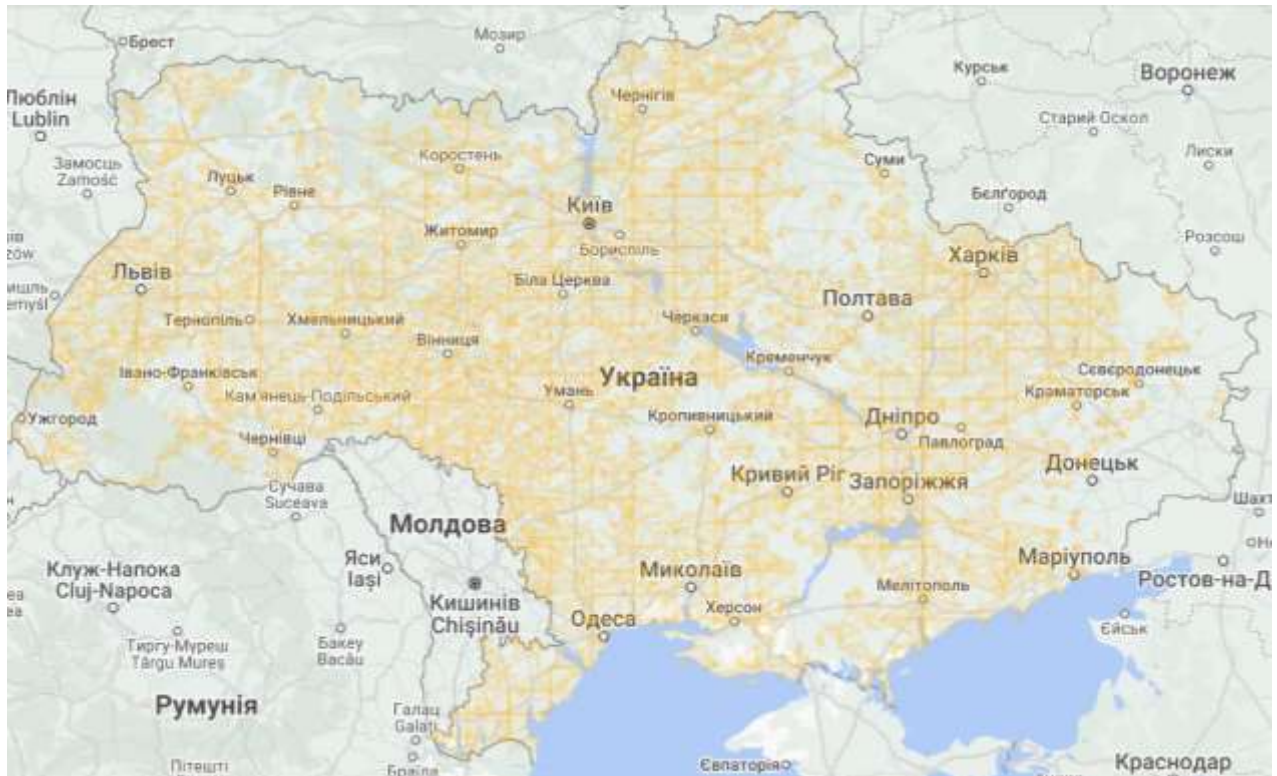 Мозир
Брест
Курськ
Воронеж
Люблін
Lublin
Чернігів
Старий Оскол
Замосць
Zamość
Коростень
Суми
Лиски
Луцьк
Рівне
Бєлґород
Київ
Житомир
Бориспіль
Розсош
Львів
Харків
Біла Церква
Полтава
Тернопіль
Хмельницький
Черкаси
Вінниця
Кременчук
Івано-Франківськ
Україна
Сєвєродонецьк
Умань
Краматорськ
Кам'янець-Подільський
Ужгород
Кропивницький
Дніпро
Павлоград
Чернівці
Донецьк
Кривий Ріг
Запоріжжя
Сучава
Suceava
Молдова
Яси
Iași
Маріуполь
Клуж-Напока
Cluj-Napoca
Миколаїв
Мелітополь
Ростов-на-Д
Кишинів
Chișinău
Херсон
Одеса
Єйськ
Тиргу-Муреш
Târgu Mureș
Бакеу
Bacău
Румунія
Галац
Galați
Пітешті
Браїла
Євпаторія
Краснодар